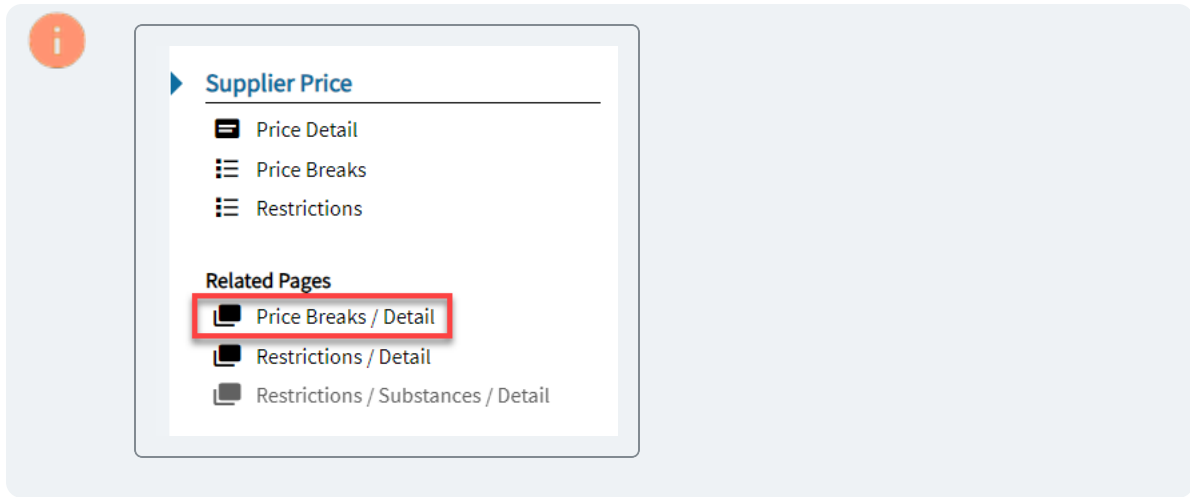 i
Supplier Price
Price Detail
Price Breaks
Restrictions
Related Pages
Price Breaks / Detail
Restrictions / Detail
Restrictions / Substances / Detail